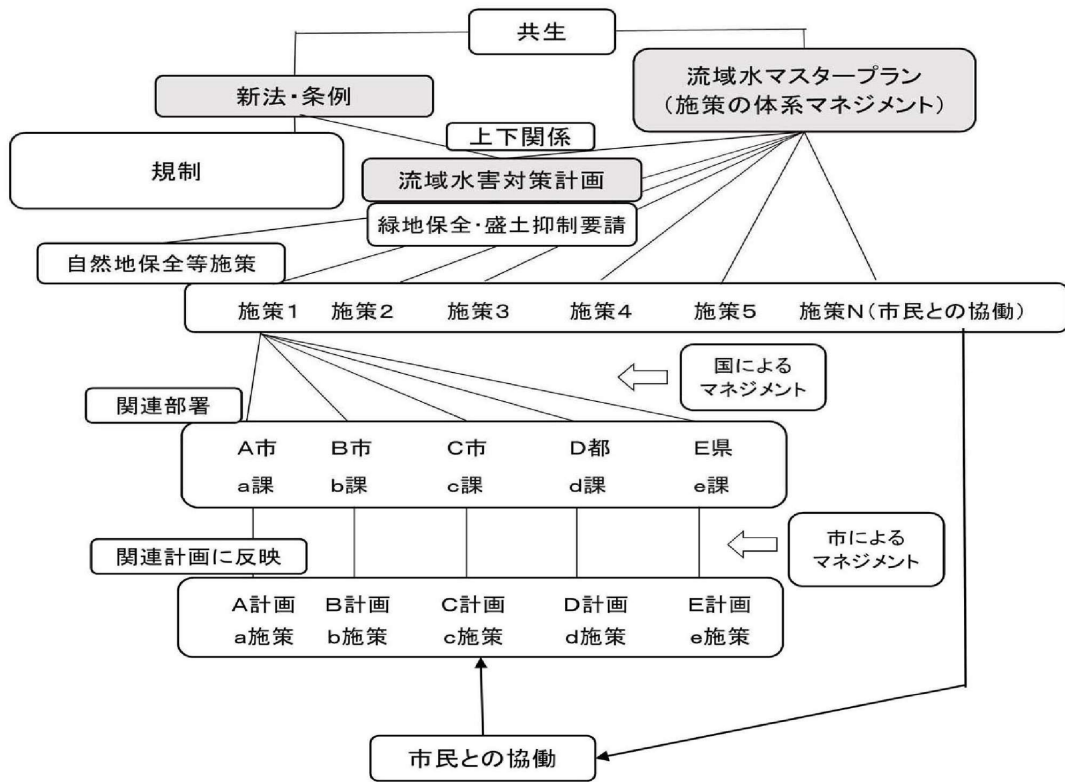 共生
流域水マスタープラン
(施策の体系マネジメント)
新法・条例
上下関係
規制
流域水害対策計画
緑地保全・盛土抑制要請
自然地保全等施策
施策1 施策2 施策3 施策4 施策5 施策N(市民との協働)
国による
マネジメント
関連部署
A市 B市 C市 D都 E県
a課 b課 c課 d課 e課
市による
マネジメント
関連計画に反映
A計画 B計画 C計画 D計画 E計画
a施策 b施策 c施策 d施策 e施策
市民との協働